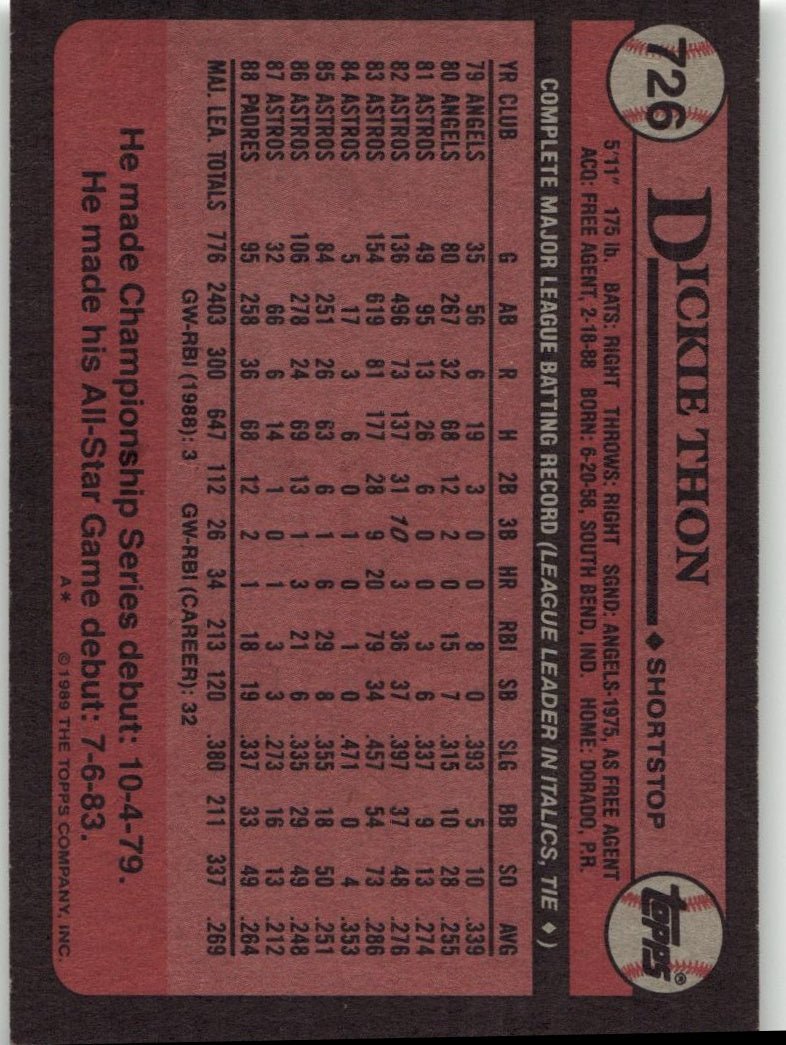 726 DICKIE THON ♦ SHORTSTOP topps®
5'11" 175 lb. BATS: RIGHT THROWS: RIGHT SGND: ANGELS-1975, AS FREE AGENT
ACQ: FREE AGENT, 2-18-88 BORN: 6-20-58, SOUTH BEND, IND. HOME: DORADO, P.R.
COMPLETE MAJOR LEAGUE BATTING RECORD (LEAGUE LEADER IN ITALICS, TIE ♦)
YR CLUB G AB R H 2B 3B HR RBI SB SLG BB SO AVG
79 ANGELS 35 56 6 19 3 0 0 8 0 .393 5 10 .339
80 ANGELS 80 267 32 68 12 2 0 15 7 .315 10 28 .255
81 ASTROS 49 95 13 26 6 0 0 3 6 .337 9 13 .274
82 ASTROS 136 496 73 137 31 10 3 36 37 .397 37 48 .276
83 ASTROS 154 619 81 177 28 9 20 79 34 .457 54 73 .286
84 ASTROS 5 17 3 6 0 1 0 1 0 .471 0 4 .353
85 ASTROS 84 251 26 63 6 1 6 29 8 .355 18 50 .251
86 ASTROS 106 278 24 69 13 1 3 21 6 .335 29 49 .248
87 ASTROS 32 66 6 14 1 0 1 3 3 .273 16 13 .212
88 PADRES 95 258 36 68 12 2 1 18 19 .337 33 49 .264
MAJ. LEA. TOTALS 776 2403 300 647 112 26 34 213 120 .380 211 337 .269
GW-RBI (1988): 3 GW-RBI (CAREER): 32
He made Championship Series debut: 10-4-79.
He made his All-Star Game debut: 7-6-83.
A* © 1989 THE TOPPS COMPANY, INC.